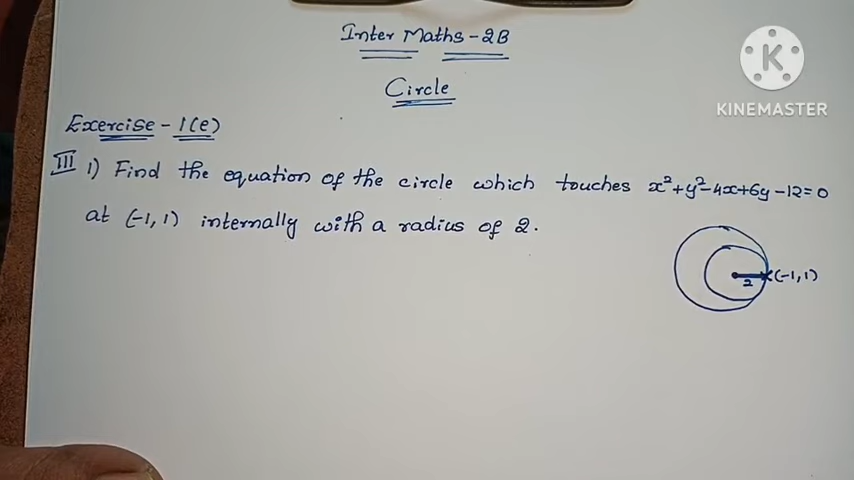 Inter Maths - 2B
Circle
K
KINEMASTER
Exercise - 1(e)
III 1) Find the equation of the circle which touches x²+y²-4x+6y-12=0
at (-1,1) internally with a radius of 2.
2 (-1,1)